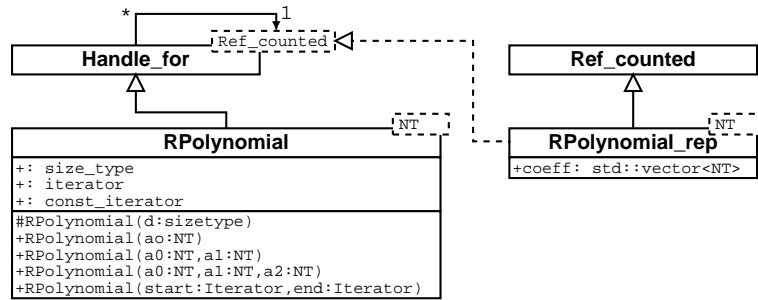 * 1
Ref_counted
Handle_for
Ref_counted
NT
RPolynomial
+: size_type
+: iterator
+: const_iterator
#RPolynomial(d:sizetype)
+RPolynomial(ao:NT)
+RPolynomial(a0:NT,a1:NT)
+RPolynomial(a0:NT,a1:NT,a2:NT)
+RPolynomial(start:Iterator,end:Iterator)
NT
RPolynomial_rep
+coeff: std::vector<NT>